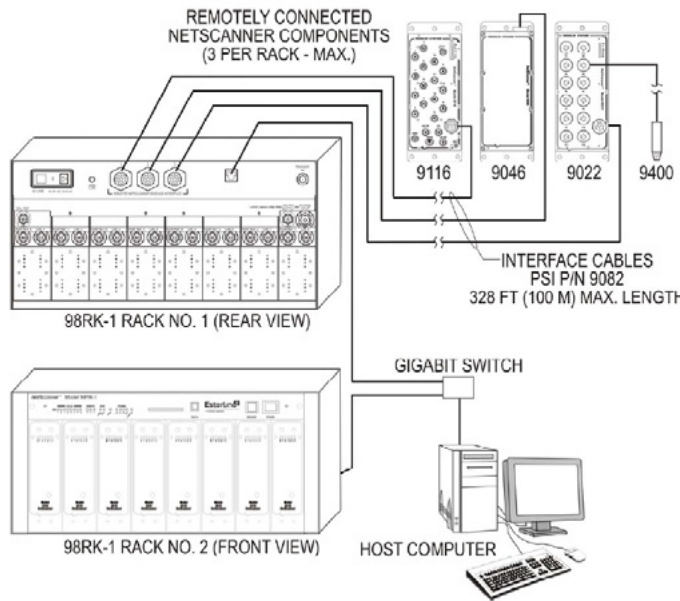 REMOTELY CONNECTED
NETSCANNER COMPONENTS
(3 PER RACK - MAX.)
9116
9046
9022
9400
INTERFACE CABLES
PSI P/N 9082
328 FT (100 M) MAX. LENGTH
98RK-1 RACK NO. 1 (REAR VIEW)
GIGABIT SWITCH
Esterline
98RK-1 RACK NO. 2 (FRONT VIEW)
HOST COMPUTER